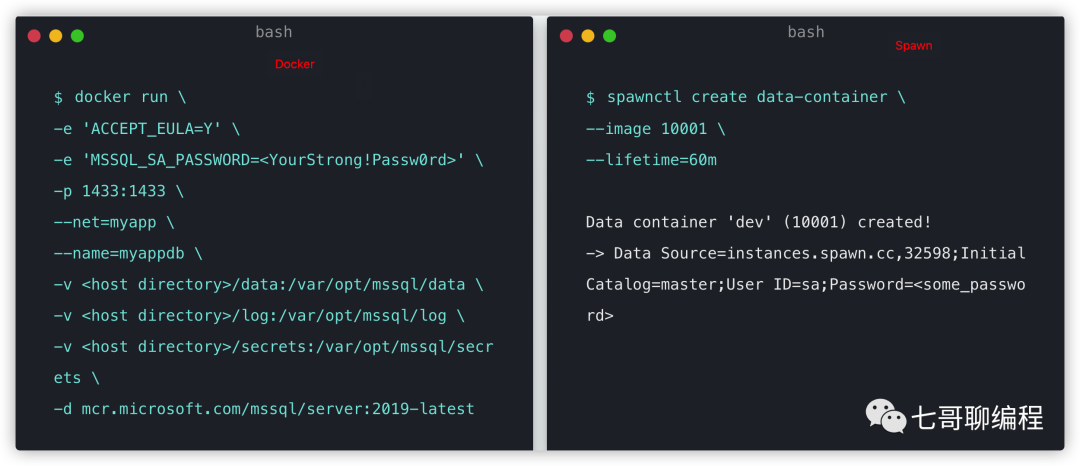 bash
Docker
$ docker run \
-e 'ACCEPT_EULA=Y' \
-e 'MSSQL_SA_PASSWORD=<YourStrong!Passw0rd>' \
-p 1433:1433 \
--net=myapp \
--name=myappdb \
-v <host directory>/data:/var/opt/mssql/data \
-v <host directory>/log:/var/opt/mssql/log \
-v <host directory>/secrets:/var/opt/mssql/secr
ets \
-d mcr.microsoft.com/mssql/server:2019-latest
bash
Spawn
$ spawnctl create data-container \
--image 10001 \
--lifetime=60m
Data container 'dev' (10001) created!
-> Data Source=instances.spawn.cc,32598;Initial
Catalog=master;User ID=sa;Password=<some_passwo
rd>
七哥聊编程